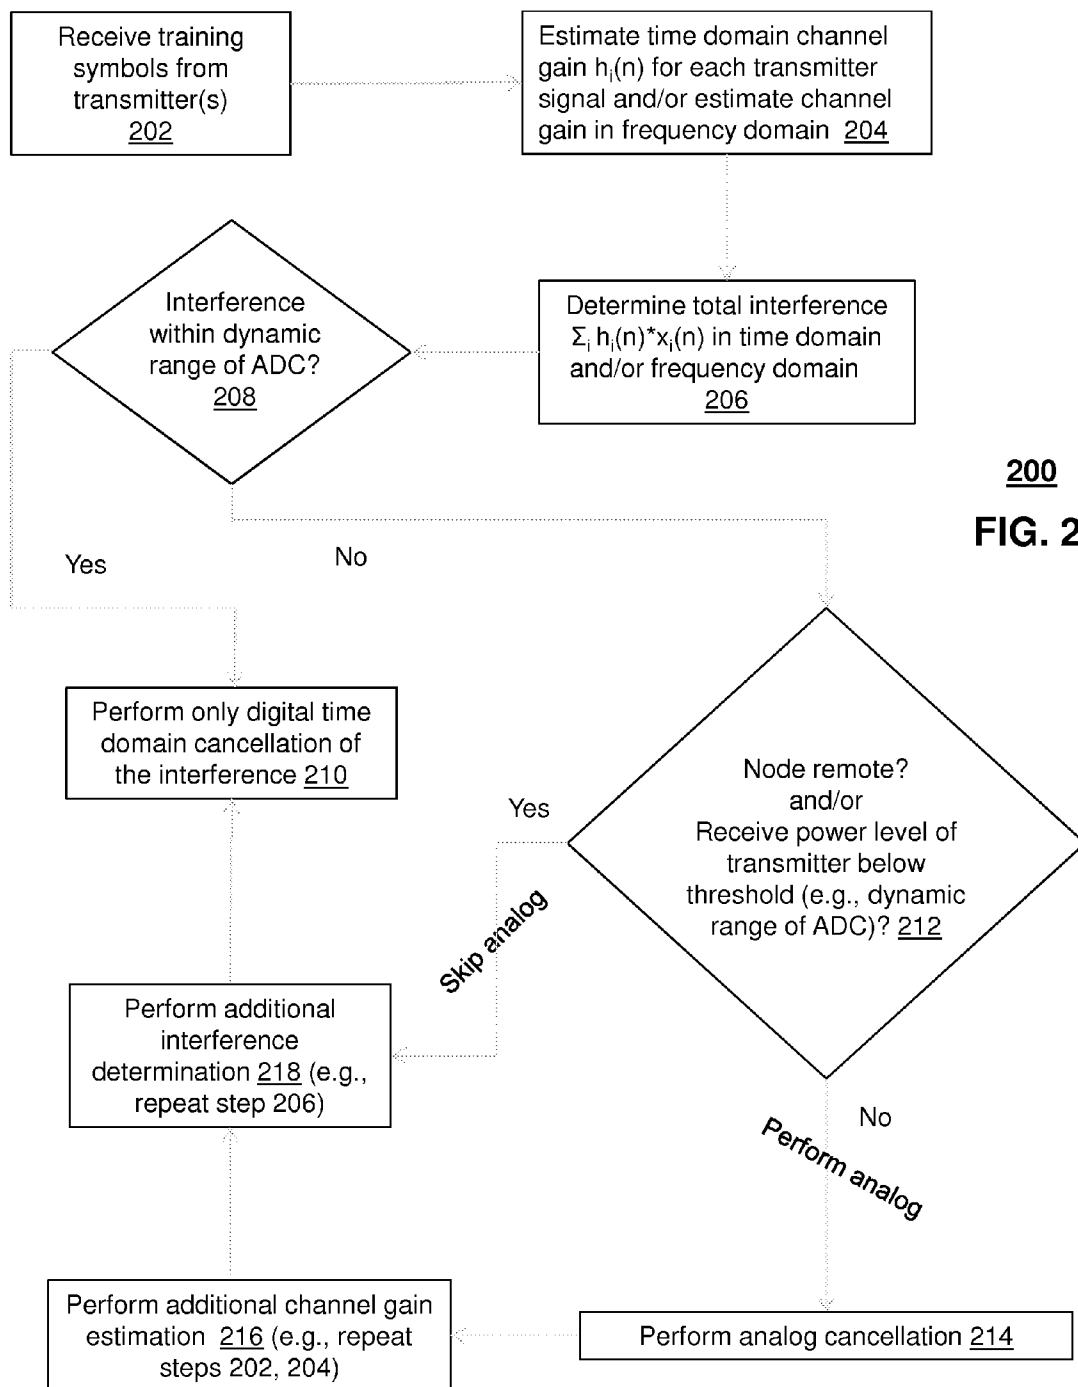 Receive training
symbols from
transmitter(s)
202
Estimate time domain channel
gain hᵢ(n) for each transmitter
signal and/or estimate channel
gain in frequency domain 204
Interference
within dynamic
range of ADC?
208
Determine total interference
Σᵢ hᵢ(n)*xᵢ(n) in time domain
and/or frequency domain
206
200
FIG. 2
Yes
No
Perform only digital time
domain cancellation of
the interference 210
Node remote?
and/or
Receive power level of
transmitter below
threshold (e.g., dynamic
range of ADC)? 212
Yes
Skip analog
Perform additional
interference
determination 218 (e.g.,
repeat step 206)
No
Perform analog
Perform additional channel gain
estimation 216 (e.g., repeat
steps 202, 204)
Perform analog cancellation 214